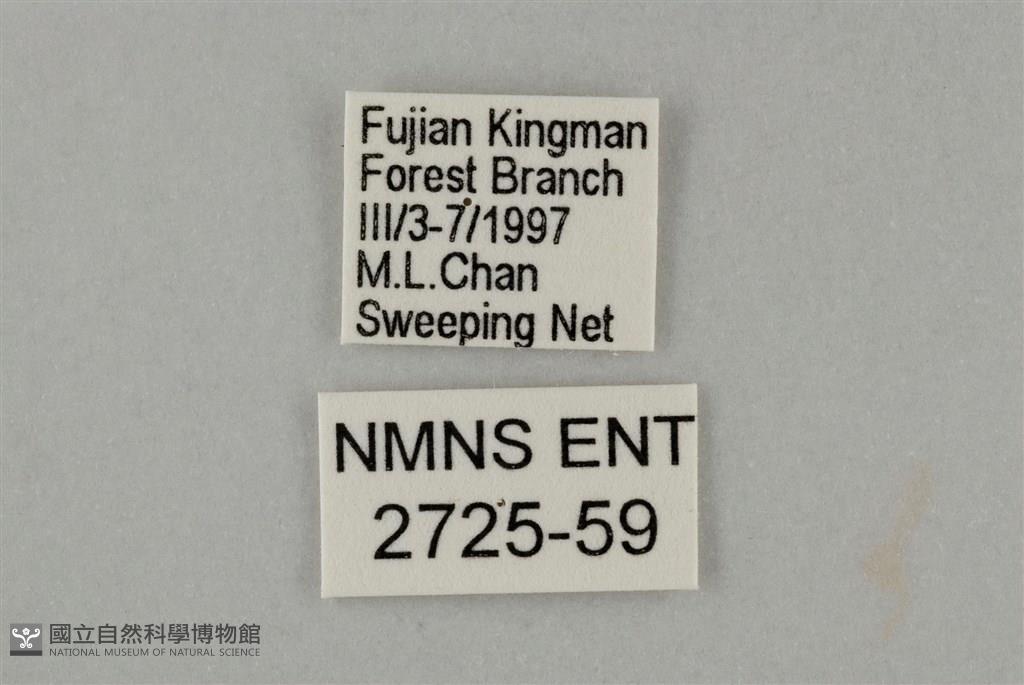 Fujian Kingman
Forest Branch
III/3-7/1997
M.L.Chan
Sweeping Net
NMNS ENT
2725-59
國立自然科學博物館
NATIONAL MUSEUM OF NATURAL SCIENCE